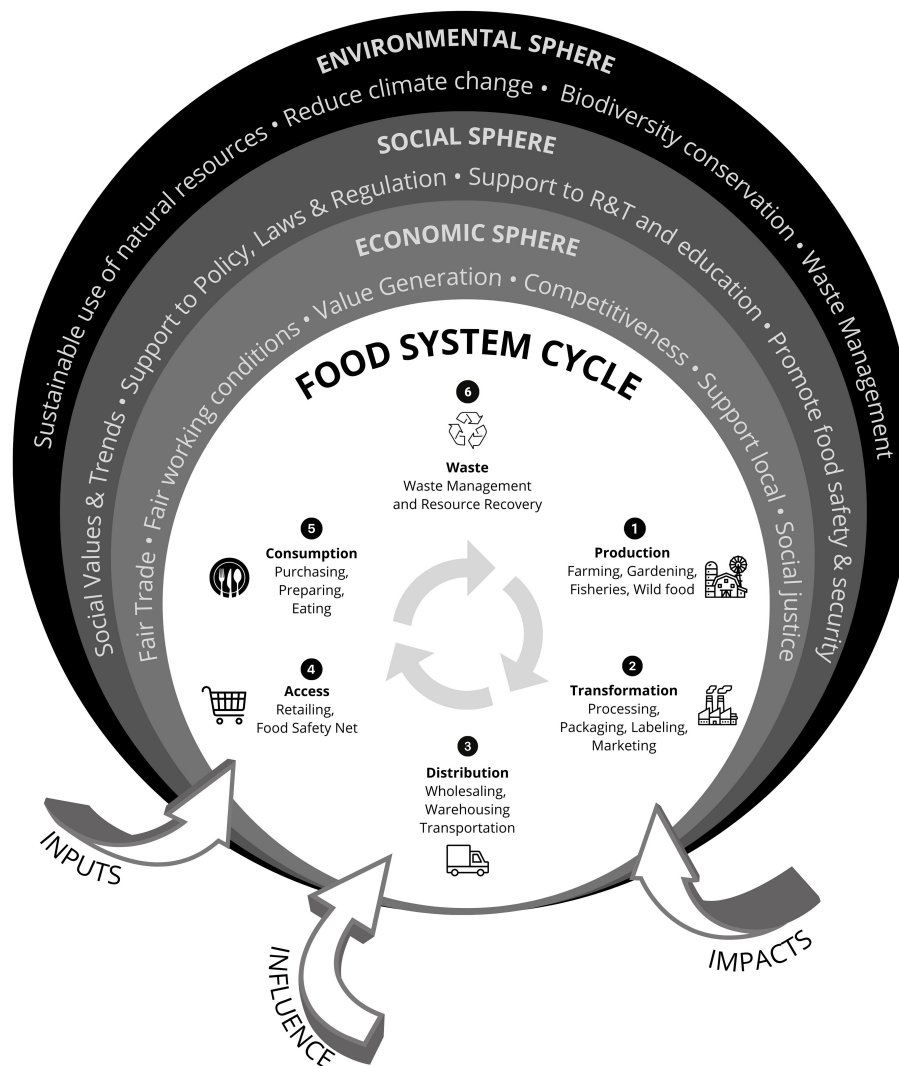 ENVIRONMENTAL SPHERE
Sustainable use of natural resources • Reduce climate change • Biodiversity conservation • Waste Management
SOCIAL SPHERE
Social Values & Trends • Support to Policy, Laws & Regulation • Support to R&T and education • Promote food safety & security
ECONOMIC SPHERE
Fair Trade • Fair working conditions • Value Generation • Competitiveness • Support local • Social justice
FOOD SYSTEM CYCLE
6
Waste
Waste Management
and Resource Recovery
1
Production
Farming, Gardening,
Fisheries, Wild food
2
Transformation
Processing,
Packaging, Labeling,
Marketing
3
Distribution
Wholesaling,
Warehousing
Transportation
4
Access
Retailing,
Food Safety Net
5
Consumption
Purchasing,
Preparing,
Eating
INPUTS
INFLUENCE
IMPACTS